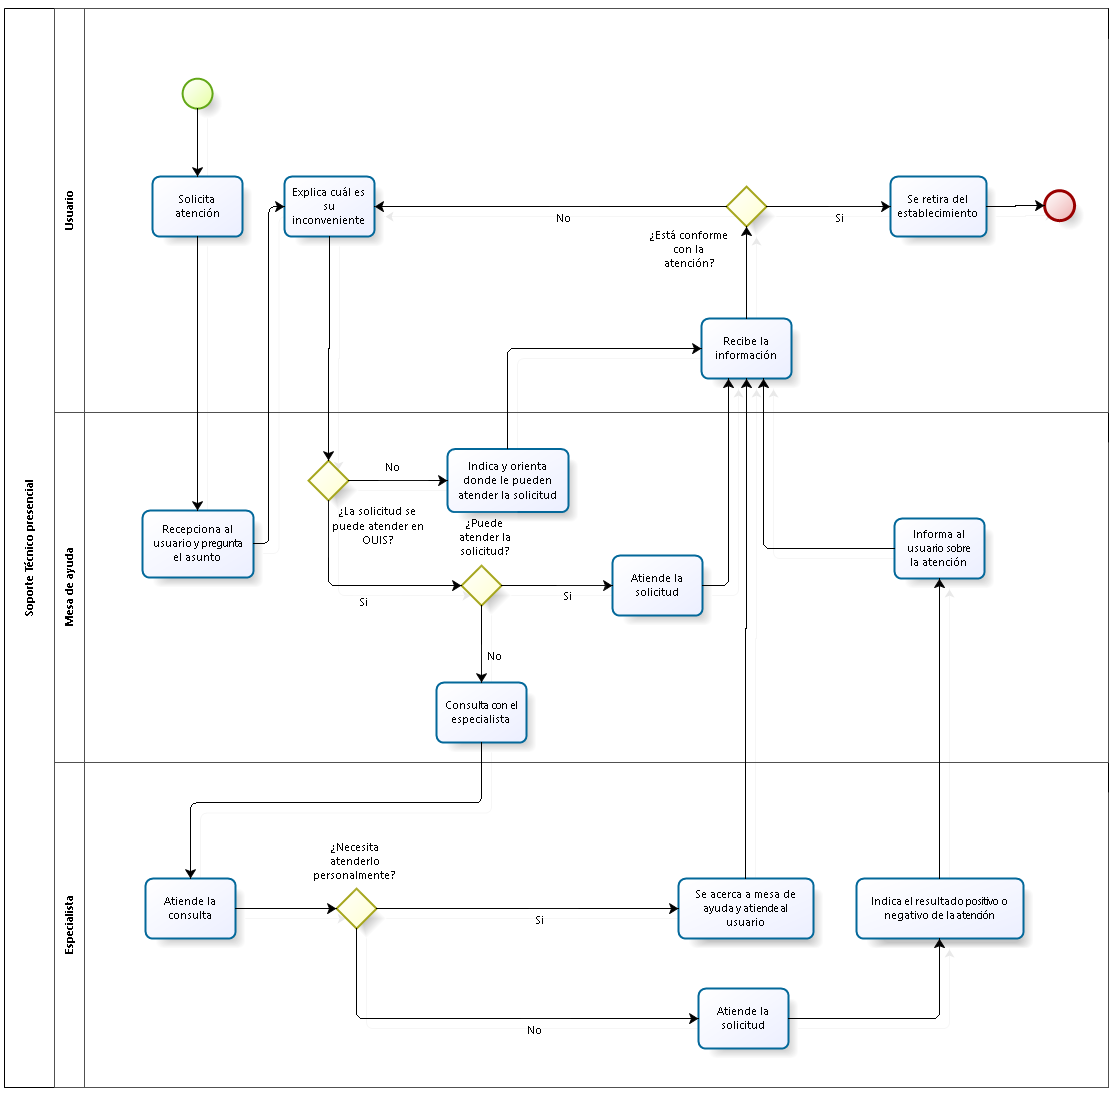 Soporte Técnico presencial
Usuario
Solicita
atención
Explica cuál es
su
inconveniente
No
¿Está conforme
con la
atención?
Si
Se retira del
establecimiento
Recibe la
información
Mesa de ayuda
Recepciona al
usuario y pregunta
el asunto
No
¿La solicitud se
puede atender en
OUIS?
Si
Indica y orienta
donde le pueden
atender la solicitud
¿Puede
atender la
solicitud?
Si
No
Atiende la
solicitud
Informa al
usuario sobre
la atención
Consulta con el
especialista
Especialista
Atiende la
consulta
¿Necesita
atenderlo
personalmente?
Si
No
Se acerca a mesa de
ayuda y atiende al
usuario
Indica el resultado positivo o
negativo de la atención
Atiende la
solicitud